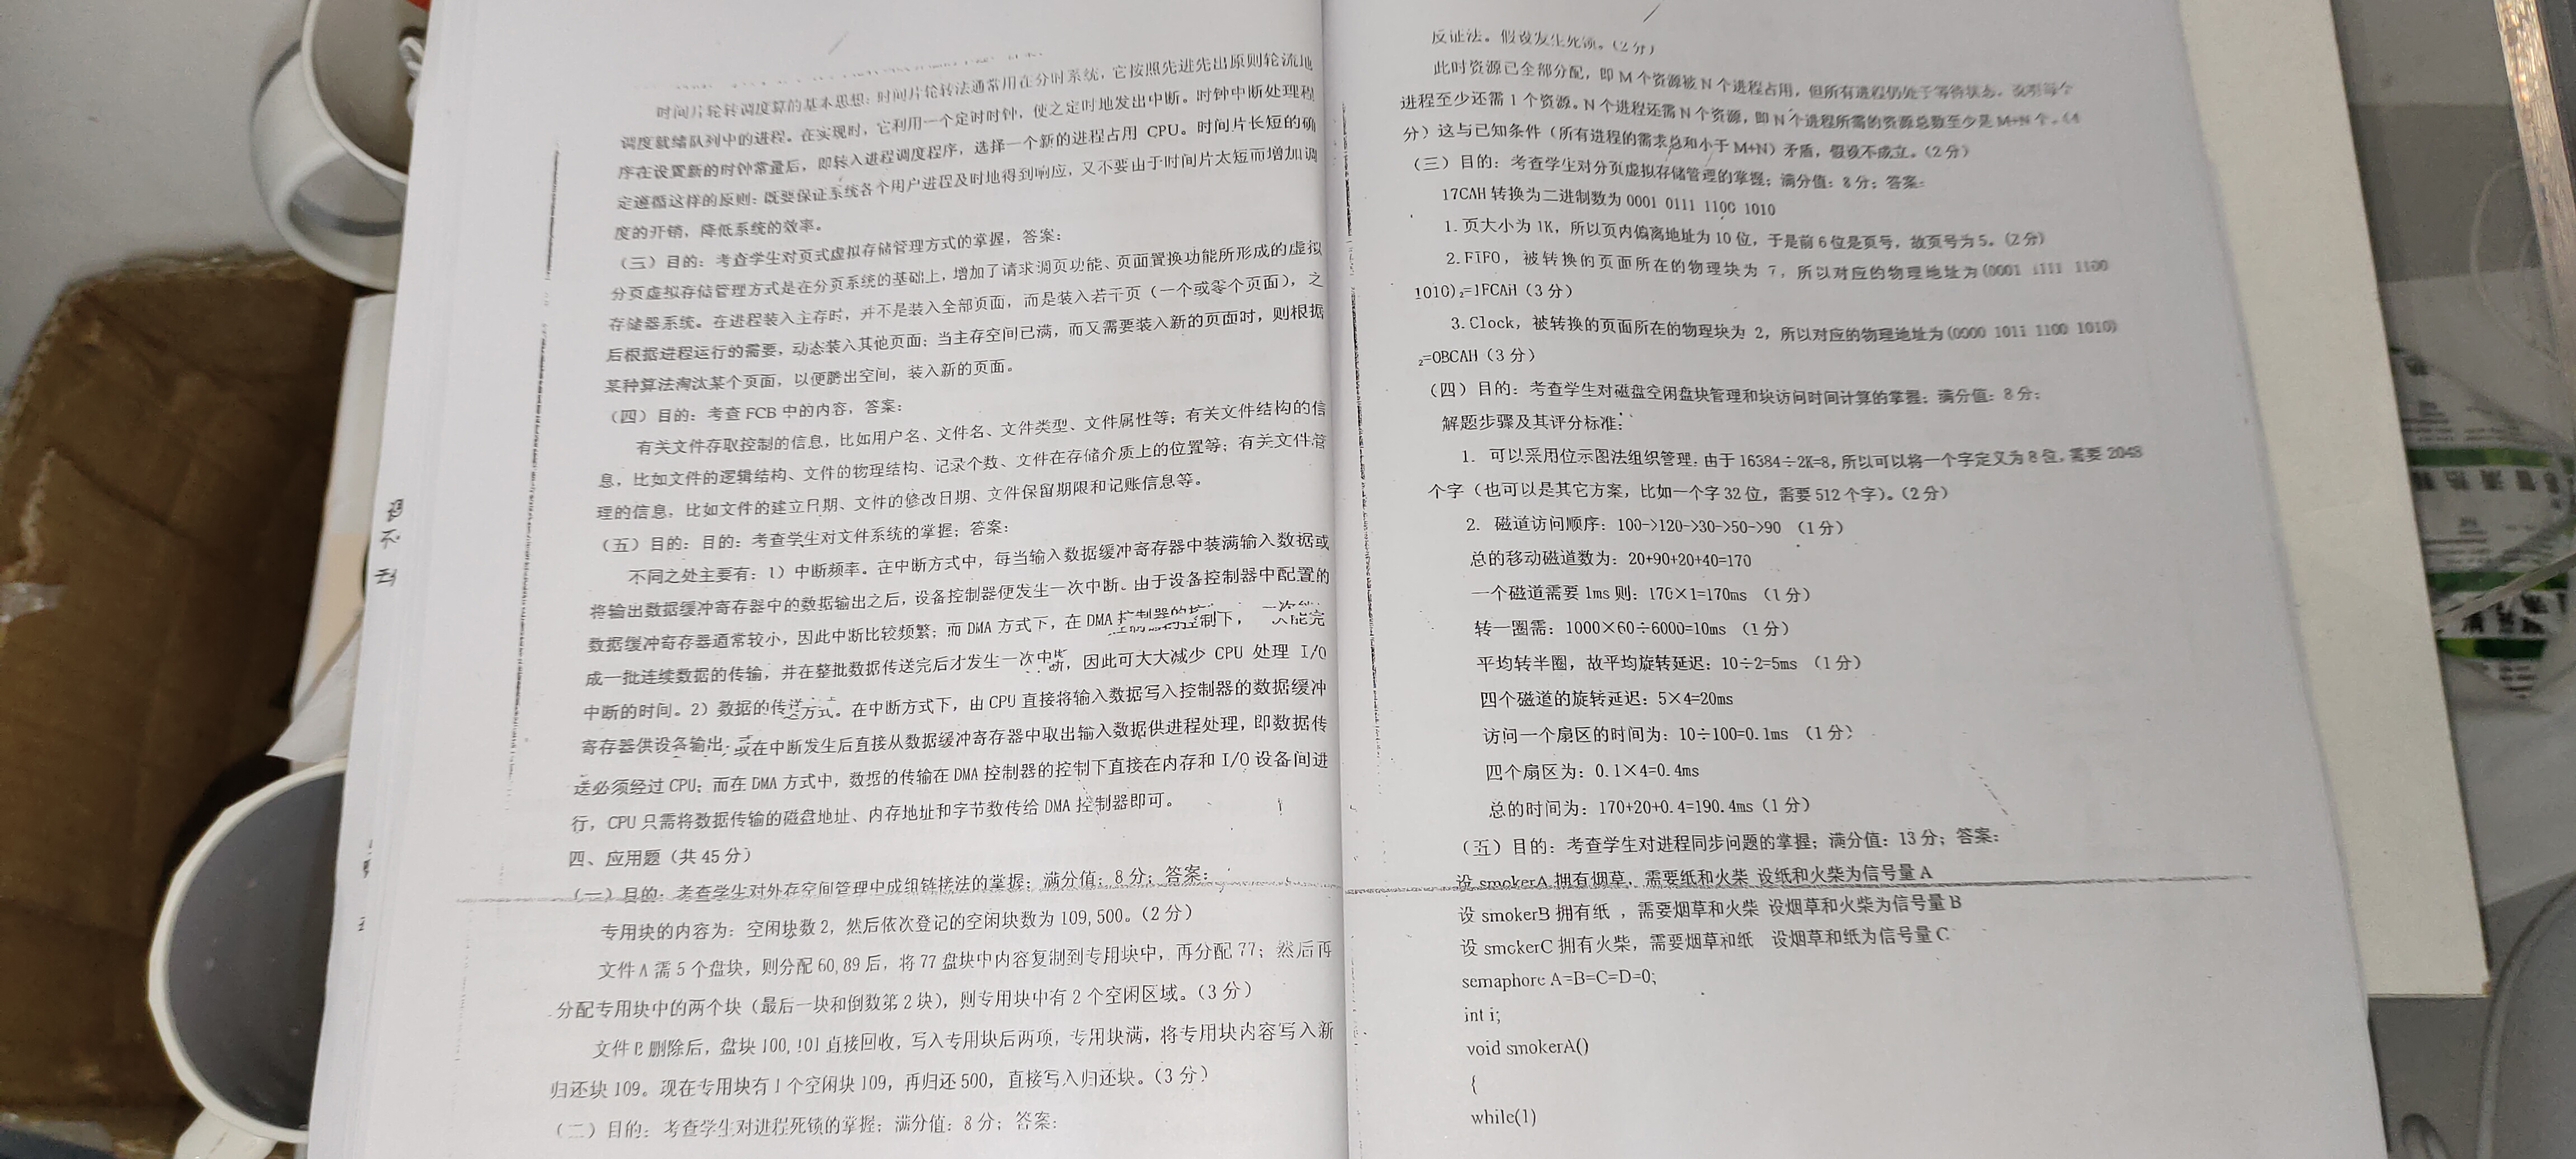 时间片轮转调度算的基本思想：时间片轮转法通常用在分时系统，它按照先进先出原则轮流地
调度就绪队列中的进程。在实现时，它利用一个定时时钟，使之定时地发出中断。时钟中断处理程
序在设置新的时钟常量后，即转入进程调度程序，选择一个新的进程占用 CPU。时间片长短的确
定遵循这样的原则：既要保证系统各个用户进程及时地得到响应，又不要由于时间片太短而增加调
度的开销，降低系统的效率。
（三）目的：考查学生对页式虚拟存储管理方式的掌握，答案：
分页虚拟存储管理方式是在分页系统的基础上，增加了请求调页功能、页面置换功能所形成的虚拟
存储器系统。在进程装入主存时，并不是装入全部页面，而是装入若干页（一个或零个页面），之
后根据进程运行的需要，动态装入其他页面；当主存空间已满，而又需要装入新的页面时，则根据
某种算法淘汰某个页面，以便腾出空间，装入新的页面。
（四）目的：考查 FCB 中的内容，答案：
有关文件存取控制的信息，比如用户名、文件名、文件类型、文件属性等；有关文件结构的信
息，比如文件的逻辑结构、文件的物理结构、记录个数、文件在存储介质上的位置等；有关文件管
理的信息，比如文件的建立日期、文件的修改日期、文件保留期限和记账信息等。
（五）目的：目的：考查学生对文件系统的掌握；答案：
不同之处主要有：1）中断频率。在中断方式中，每当输入数据缓冲寄存器中装满输入数据或
将输出数据缓冲寄存器中的数据输出之后，设备控制器便发生一次中断。由于设备控制器中配置的
数据缓冲寄存器通常较小，因此中断比较频繁；而 DMA 方式下，在 DMA 控制器的控制下，一次能完
成一批连续数据的传输，并在整批数据传送完后才发生一次中断，因此可大大减少 CPU 处理 I/O
中断的时间。2）数据的传送方式。在中断方式下，由 CPU 直接将输入数据写入控制器的数据缓冲
寄存器供设备输出，或在中断发生后直接从数据缓冲寄存器中取出输入数据供进程处理，即数据传
送必须经过 CPU；而在 DMA 方式中，数据的传输在 DMA 控制器的控制下直接在内存和 I/O 设备间进
行，CPU 只需将数据传输的磁盘地址、内存地址和字节数传给 DMA 控制器即可。
四、应用题（共 45 分）
（一）目的：考查学生对外存空间管理中成组链接法的掌握；满分值：8 分；答案：
专用块的内容为：空闲块数 2，然后依次登记的空闲块数为 109,500。（2 分）
文件 A 需 5 个盘块，则分配 60,89 后，将 77 盘块中内容复制到专用块中，再分配 77；然后再
分配专用块中的两个块（最后一块和倒数第 2 块），则专用块中有 2 个空闲区域。（3 分）
文件 B 删除后，盘块 100,101 直接回收，写入专用块后两项，专用块满，将专用块内容写入新
归还块 109。现在专用块有 1 个空闲块 109，再归还 500，直接写入归还块。（3 分）
（二）目的：考查学生对进程死锁的掌握；满分值：8 分；答案：
反证法。假设发生死锁。（2 分）
此时资源已全部分配，即 M 个资源被 N 个进程占用，但所有进程仍处于等待状态，说明每个
进程至少还需 1 个资源。N 个进程还需 N 个资源，即 N 个进程所需的资源总数至少是 M+N 个。（4
分）这与已知条件（所有进程的需求总和小于 M+N）矛盾，假设不成立。（2 分）
（三）目的：考查学生对分页虚拟存储管理的掌握；满分值：8 分；答案：
17CAH 转换为二进制数为 0001 0111 1100 1010
1. 页大小为 1K，所以页内偏离地址为 10 位，于是前 6 位是页号，故页号为 5。（2 分）
2. FIFO，被转换的页面所在的物理块为 7，所以对应的物理地址为(0001 1111 1100
1010)₂=1FCAH（3 分）
3. Clock，被转换的页面所在的物理块为 2，所以对应的物理地址为(0000 1011 1100 1010)
₂=0BCAH（3 分）
（四）目的：考查学生对磁盘空闲盘块管理和块访问时间计算的掌握；满分值：8 分；
解题步骤及其评分标准：
1. 可以采用位示图法组织管理：由于 16384÷2K=8，所以可以将一个字定义为 8 位，需要 2048
个字（也可以是其它方案，比如一个字 32 位，需要 512 个字）。（2 分）
2. 磁道访问顺序：100->120->30->50->90 （1 分）
总的移动磁道数为：20+90+20+40=170
一个磁道需要 1ms 则：170×1=170ms （1 分）
转一圈需：1000×60÷6000=10ms （1 分）
平均转半圈，故平均旋转延迟：10÷2=5ms （1 分）
四个磁道的旋转延迟：5×4=20ms
访问一个扇区的时间为：10÷100=0.1ms （1 分）
四个扇区为：0.1×4=0.4ms
总的时间为：170+20+0.4=190.4ms（1 分）
（五）目的：考查学生对进程同步问题的掌握；满分值：13 分；答案：
设 smokerA 拥有烟草，需要纸和火柴 设纸和火柴为信号量 A
设 smokerB 拥有纸 ，需要烟草和火柴 设烟草和火柴为信号量 B
设 smokerC 拥有火柴，需要烟草和纸 设烟草和纸为信号量 C
semaphore A=B=C=D=0;
int i;
void smokerA()
{
while(1)